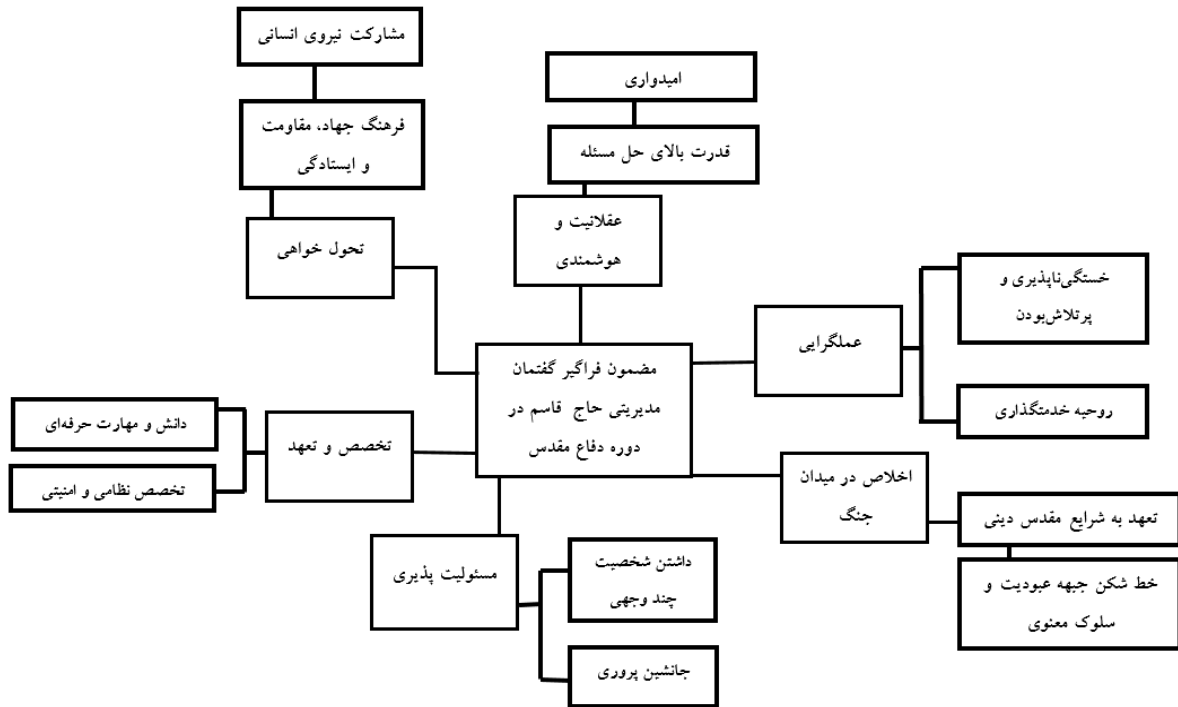 مشارکت نیروی انسانی
فرهنگ جهاد، مقاومت
و ایستادگی
تحول خواهی
امیدواری
قدرت بالای حل مسئله
عقلانیت و
هوشمندی
خستگی‌ناپذیری و
پرتلاش‌بودن
عملگرایی
روحیه خدمتگذاری
مضمون فراگیر گفتمان
مدیریتی حاج قاسم در
دوره دفاع مقدس
تخصص و تعهد
دانش و مهارت حرفه‌ای
تخصص نظامی و امنیتی
اخلاص در میدان
جنگ
تعهد به شرایع مقدس دینی
خط شکن جبهه عبودیت و
سلوک معنوی
مسئولیت پذیری
داشتن شخصیت
چند وجهی
جانشین پروری